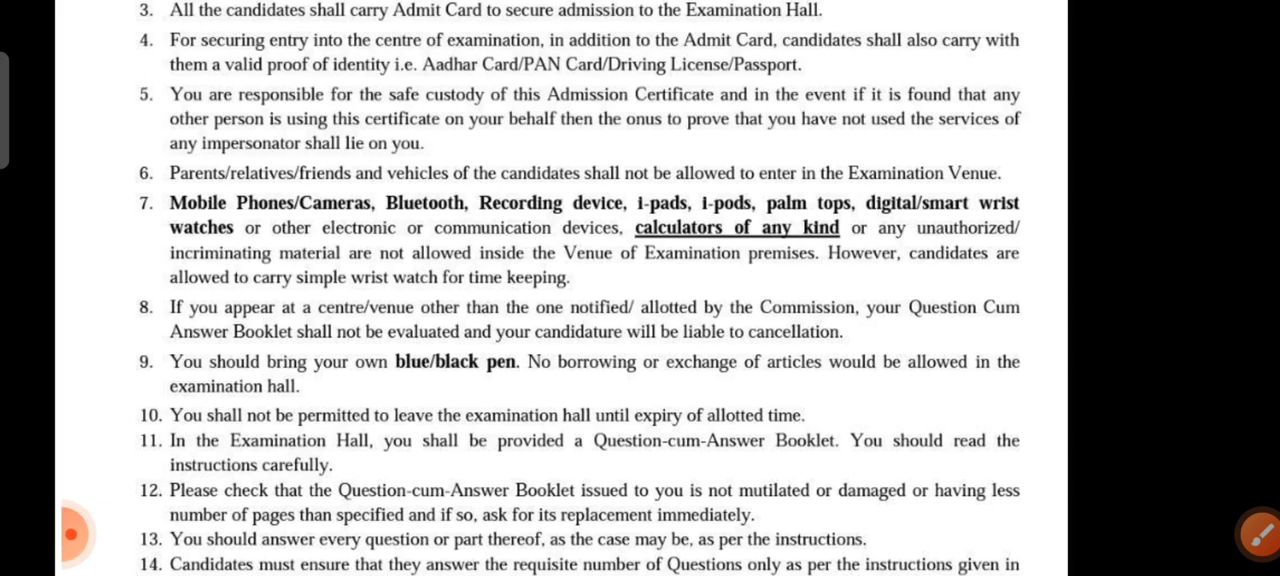 3. All the candidates shall carry Admit Card to secure admission to the Examination Hall.
4. For securing entry into the centre of examination, in addition to the Admit Card, candidates shall also carry with
them a valid proof of identity i.e. Aadhar Card/PAN Card/Driving License/Passport.
5. You are responsible for the safe custody of this Admission Certificate and in the event if it is found that any
other person is using this certificate on your behalf then the onus to prove that you have not used the services of
any impersonator shall lie on you.
6. Parents/relatives/friends and vehicles of the candidates shall not be allowed to enter in the Examination Venue.
7. Mobile Phones/Cameras, Bluetooth, Recording device, i-pads, i-pods, palm tops, digital/smart wrist
watches or other electronic or communication devices, calculators of any kind or any unauthorized/
incriminating material are not allowed inside the Venue of Examination premises. However, candidates are
allowed to carry simple wrist watch for time keeping.
8. If you appear at a centre/venue other than the one notified/ allotted by the Commission, your Question Cum
Answer Booklet shall not be evaluated and your candidature will be liable to cancellation.
9. You should bring your own blue/black pen. No borrowing or exchange of articles would be allowed in the
examination hall.
10. You shall not be permitted to leave the examination hall until expiry of allotted time.
11. In the Examination Hall, you shall be provided a Question-cum-Answer Booklet. You should read the
instructions carefully.
12. Please check that the Question-cum-Answer Booklet issued to you is not mutilated or damaged or having less
number of pages than specified and if so, ask for its replacement immediately.
13. You should answer every question or part thereof, as the case may be, as per the instructions.
14. Candidates must ensure that they answer the requisite number of Questions only as per the instructions given in